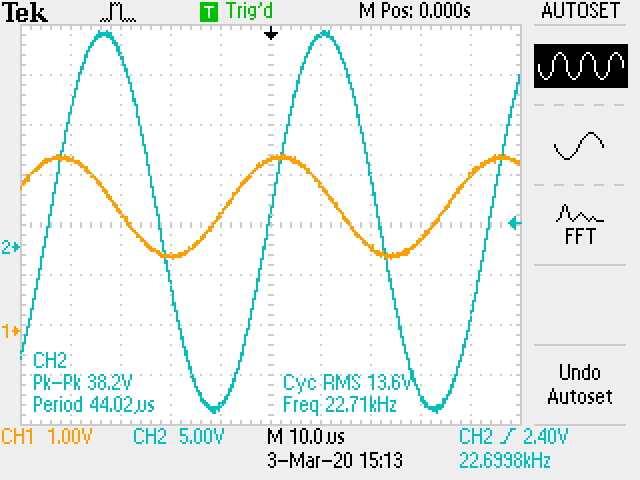 Tek T Trig'd M Pos: 0.000s AUTOSET
FFT
2
1
CH2
Pk-Pk 38.2V Cyc RMS 13.6V
Period 44.02µs Freq 22.71kHz
Undo
Autoset
CH1 1.00V CH2 5.00V M 10.0µs CH2 2.40V
3-Mar-20 15:13 22.6998kHz